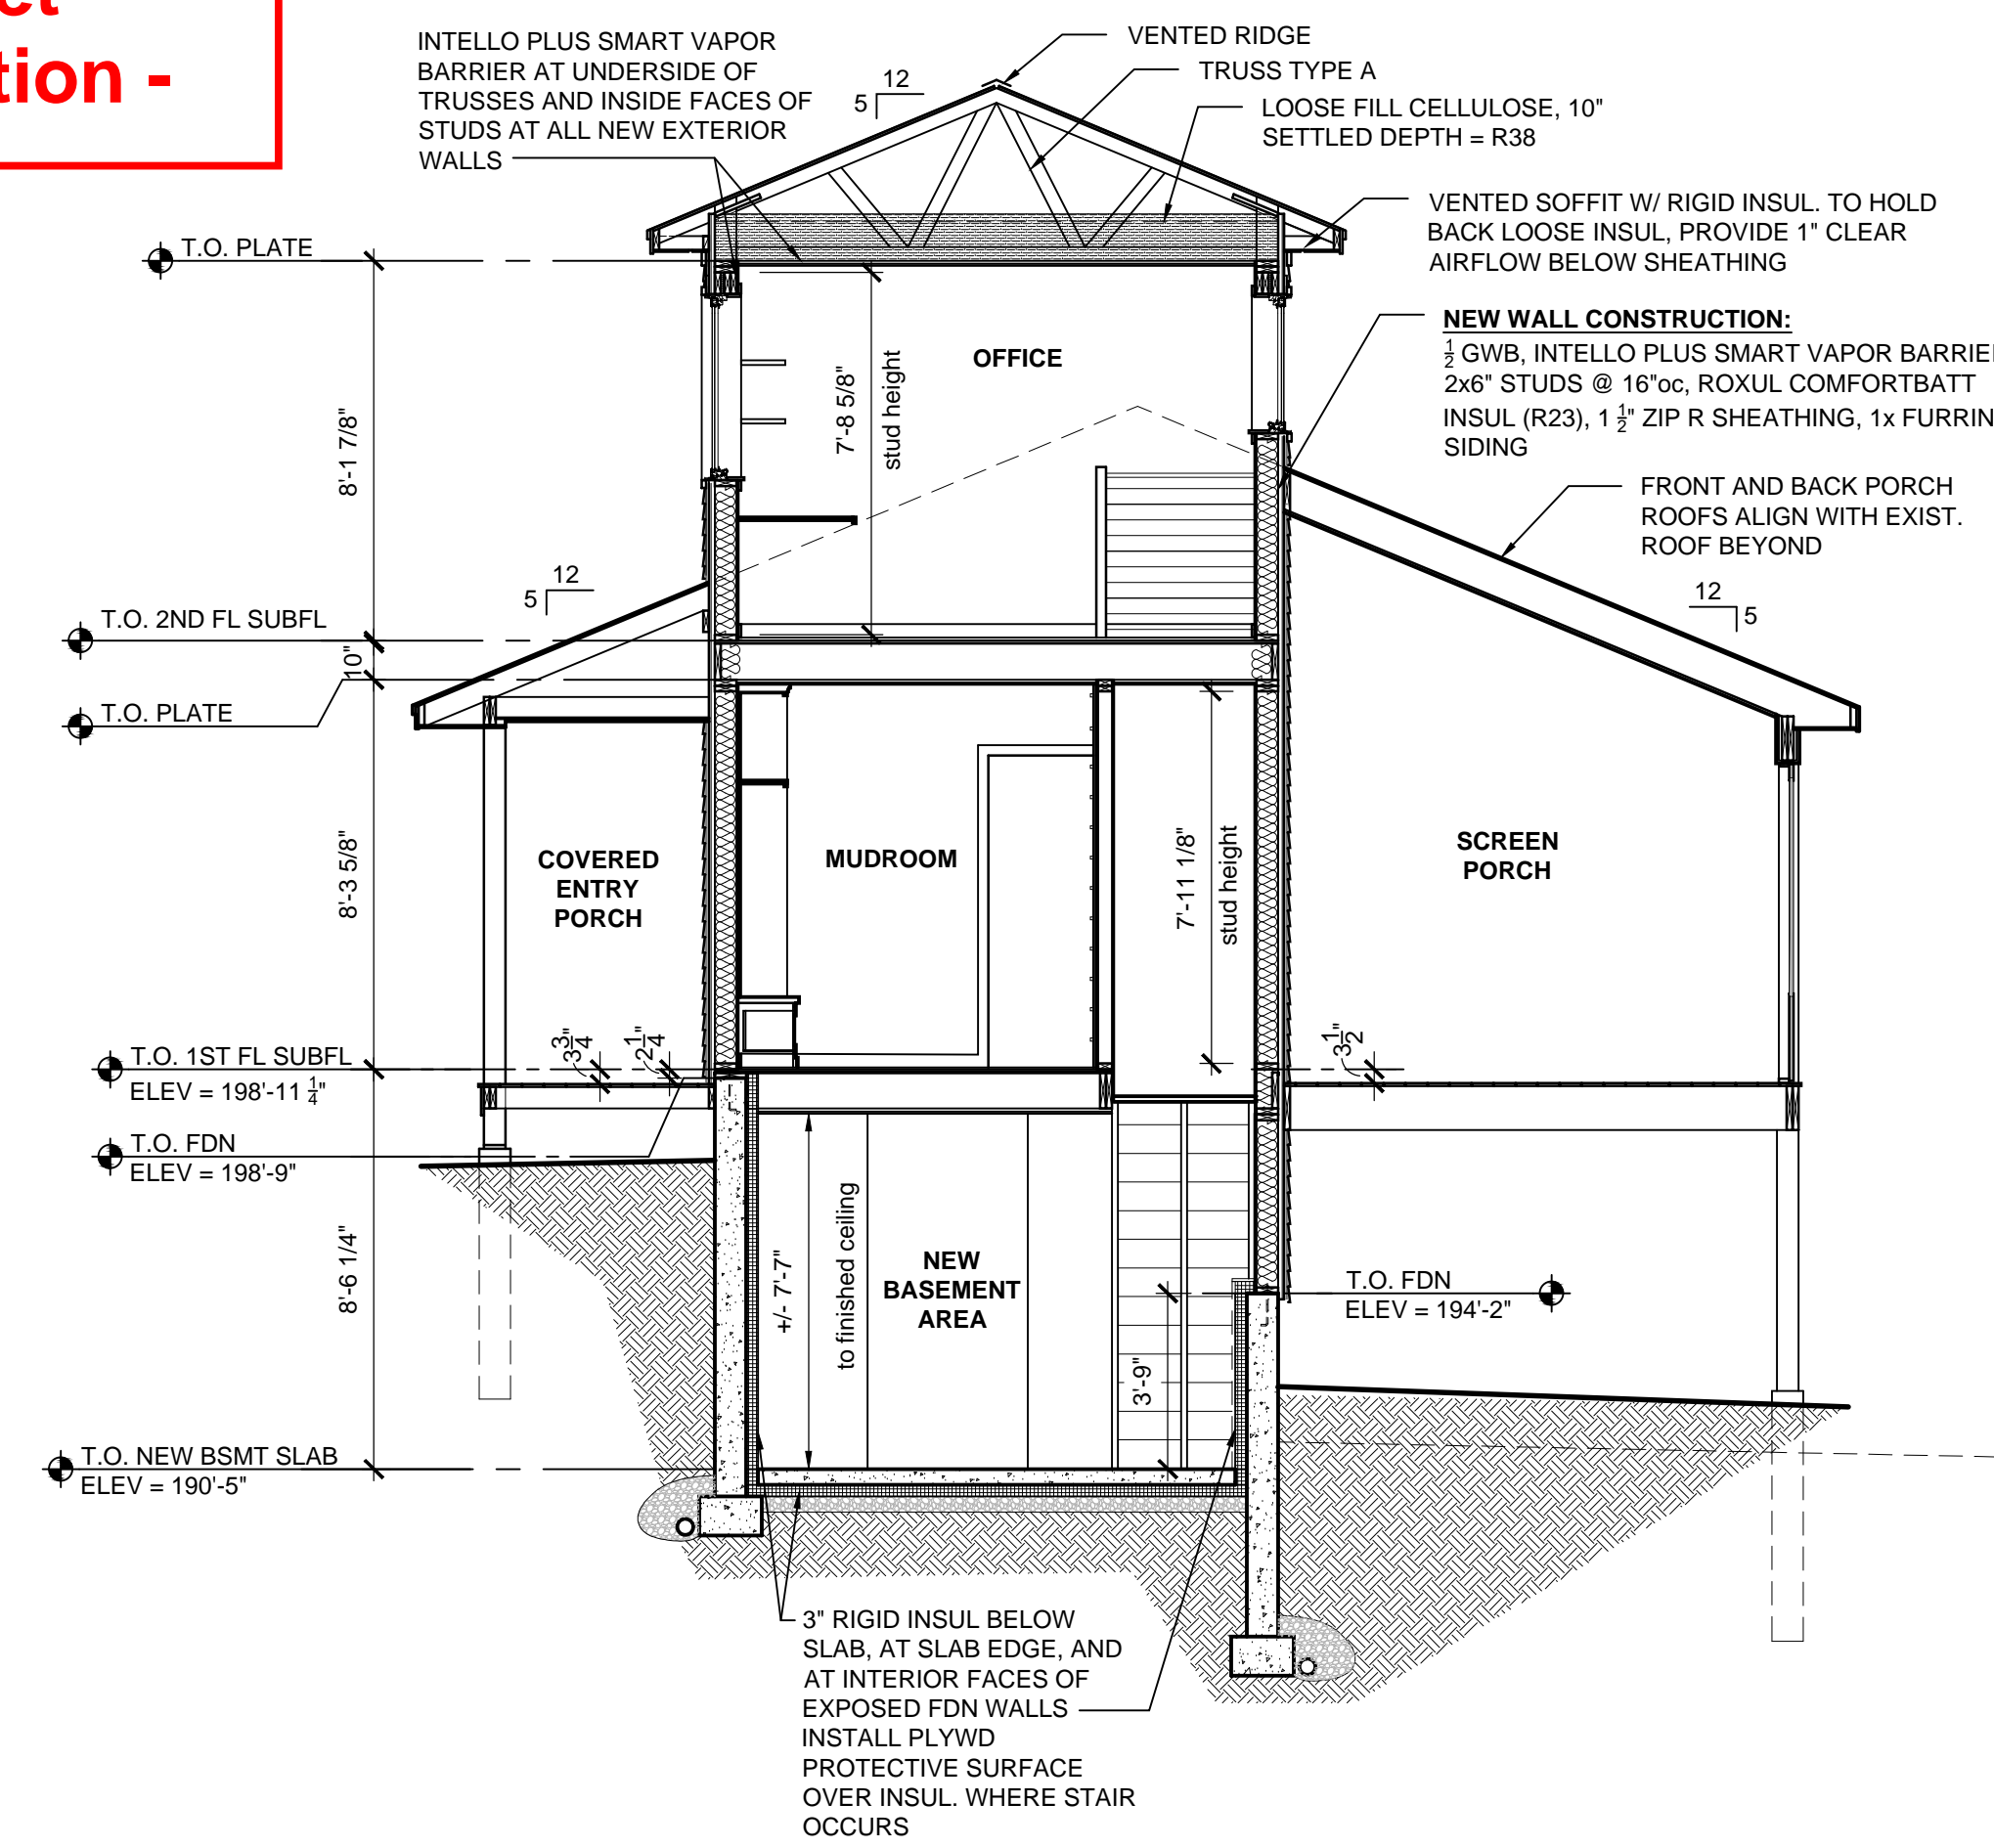 ction -
INTELLO PLUS SMART VAPOR
BARRIER AT UNDERSIDE OF
TRUSSES AND INSIDE FACES OF
STUDS AT ALL NEW EXTERIOR
WALLS
VENTED RIDGE
TRUSS TYPE A
LOOSE FILL CELLULOSE, 10"
SETTLED DEPTH = R38
12
5
VENTED SOFFIT W/ RIGID INSUL. TO HOLD
BACK LOOSE INSUL, PROVIDE 1" CLEAR
AIRFLOW BELOW SHEATHING
NEW WALL CONSTRUCTION:
½ GWB, INTELLO PLUS SMART VAPOR BARRIE
2x6" STUDS @ 16"oc, ROXUL COMFORTBATT
INSUL (R23), 1 ½" ZIP R SHEATHING, 1x FURRIN
SIDING
FRONT AND BACK PORCH
ROOFS ALIGN WITH EXIST.
ROOF BEYOND
12
5
T.O. PLATE
8'-1 7/8"
7'-8 5/8"
stud height
OFFICE
12
5
T.O. 2ND FL SUBFL
10"
T.O. PLATE
8'-3 5/8"
COVERED
ENTRY
PORCH
MUDROOM
7'-11 1/8"
stud height
SCREEN
PORCH
T.O. 1ST FL SUBFL
ELEV = 198'-11 ¼"
3¾"
2¼"
3½"
T.O. FDN
ELEV = 198'-9"
8'-6 1/4"
+/- 7'-7"
to finished ceiling
NEW
BASEMENT
AREA
3'-9"
T.O. FDN
ELEV = 194'-2"
T.O. NEW BSMT SLAB
ELEV = 190'-5"
3" RIGID INSUL BELOW
SLAB, AT SLAB EDGE, AND
AT INTERIOR FACES OF
EXPOSED FDN WALLS
INSTALL PLYWD
PROTECTIVE SURFACE
OVER INSUL. WHERE STAIR
OCCURS